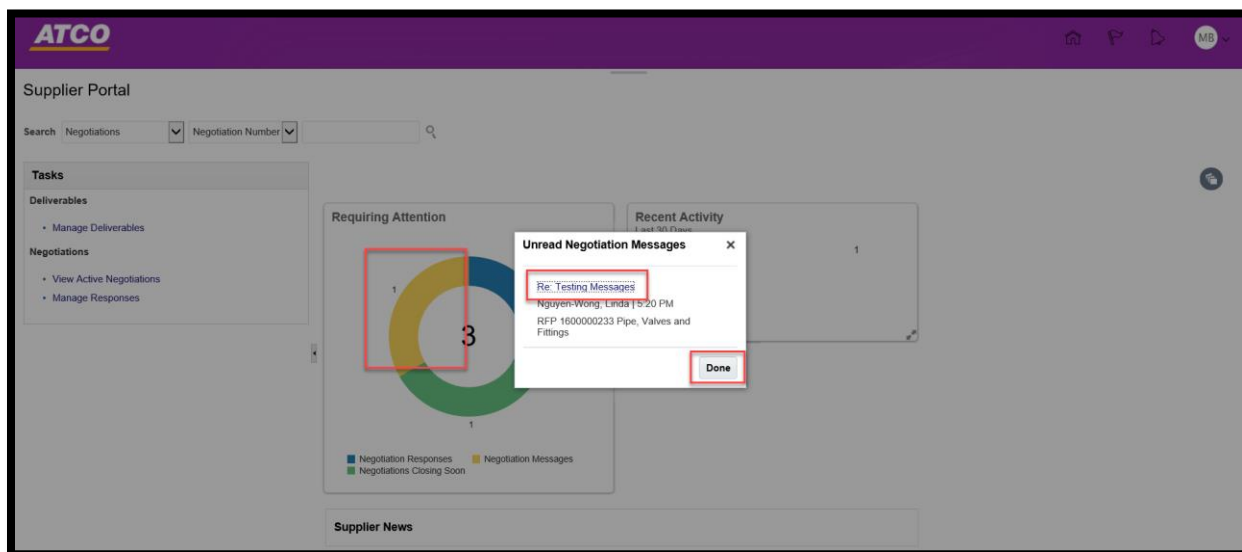 ATCO
MB
Supplier Portal
Search Negotiations Negotiation Number
Tasks
Deliverables
• Manage Deliverables
Negotiations
• View Active Negotiations
• Manage Responses
Requiring Attention
1
3
1
Negotiation Responses Negotiation Messages
Negotiations Closing Soon
Recent Activity
Last 30 Days
1
Unread Negotiation Messages
Re: Testing Messages
Nguyen-Wong, Linda | 5:20 PM
RFP 1600000233 Pipe, Valves and
Fittings
Done
Supplier News